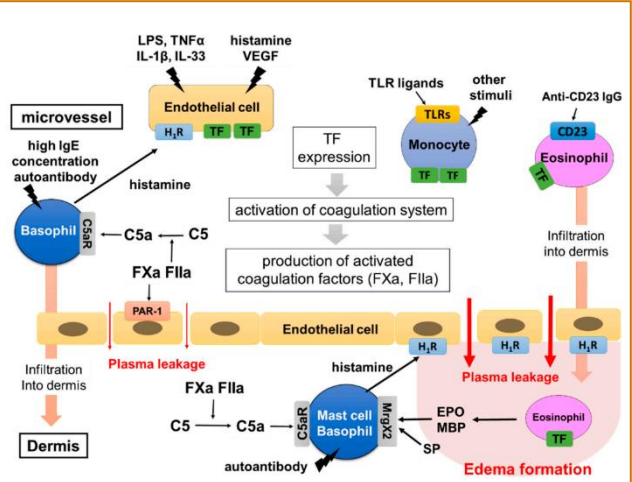 LPS, TNFα
IL-1β, IL-33
histamine
VEGF
Endothelial cell
H₁R
TF
TF
microvessel
high IgE
concentration
autoantibody
histamine
Basophil
C5aR
C5a
C5
FXa FIIa
PAR-1
TF
expression
activation of coagulation system
production of activated
coagulation factors (FXa, FIIa)
TLR ligands
other
stimuli
TLRs
Monocyte
TF
TF
Anti-CD23 IgG
CD23
Eosinophil
TF
Infiltration
into dermis
Endothelial cell
Plasma leakage
H₁R
H₁R
H₁R
Infiltration
Into dermis
Dermis
FXa FIIa
C5
C5a
C5aR
Mast cell
Basophil
MrgX2
histamine
autoantibody
Plasma leakage
EPO
MBP
SP
Eosinophil
TF
Edema formation